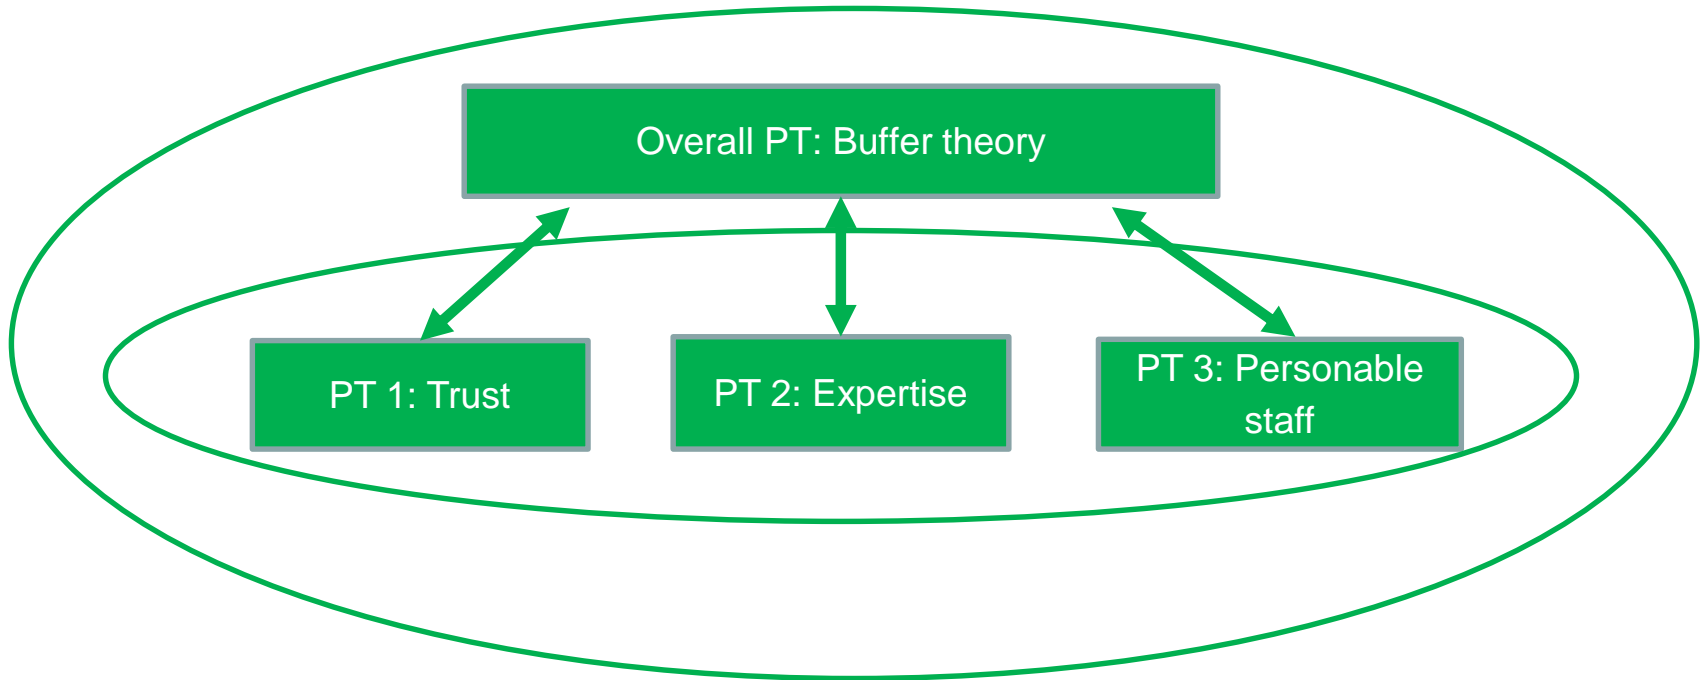 Overall PT: Buffer theory
PT 1: Trust
PT 2: Expertise
PT 3: Personable
staff